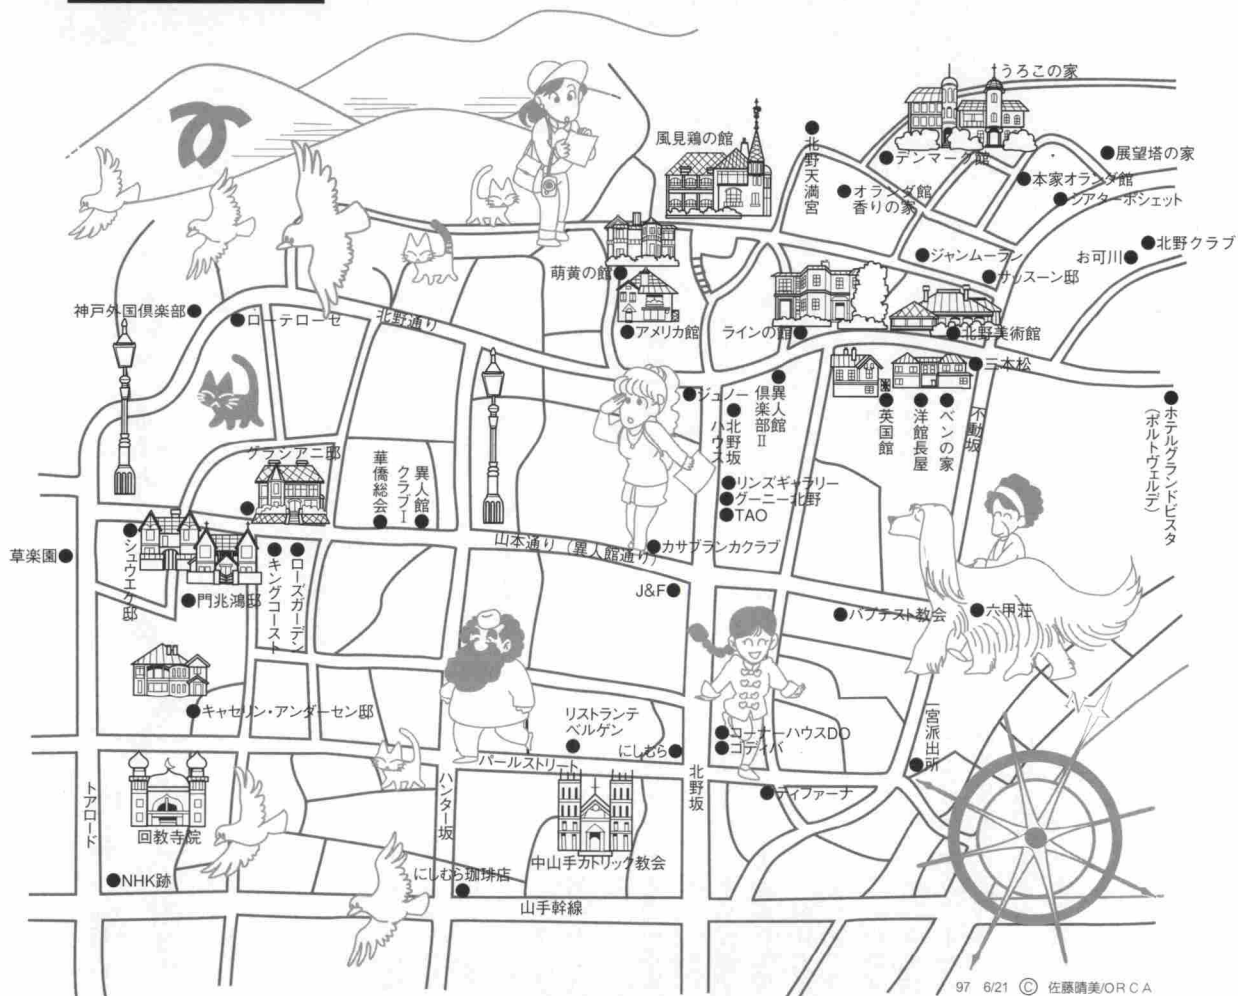 うろこの家
風見鶏の館
北野天満宮
デンマーク館
展望塔の家
本家オランダ館
オランダ館
香りの家
シアターポシェット
北野クラブ
お可川
ジャンムーラン
サッスーン邸
萌黄の館
神戸外国倶楽部
ローテローゼ
北野通り
アメリカ館
ラインの館
北野美術館
三本松
ジュノー
異人館
倶楽部II
北野坂
ハウス
英国館
洋館長屋
ベンの家
不動坂
ホテルグランドビスタ
(ポルトヴェルデ)
グランアニ邸
華僑総会
異人館
クラブI
リンズギャラリー
グーニー北野
TAO
山本通り(異人館通り)
カサブランカクラブ
草楽園
シュウエケ邸
門兆鴻邸
キングコースト
ローズガーデン
J&F
バプテスト教会
六甲荘
キャセリン・アンダーセン邸
リストランテ
ベルゲン
にしむら
コーナーハウスDO
ゴディバ
パールストリート
北野坂
ティファーナ
トアロード
回教寺院
ハンター坂
中山手カトリック教会
NHK跡
にしむら珈琲店
山手幹線
97 6/21 © 佐藤晴美/ORCA